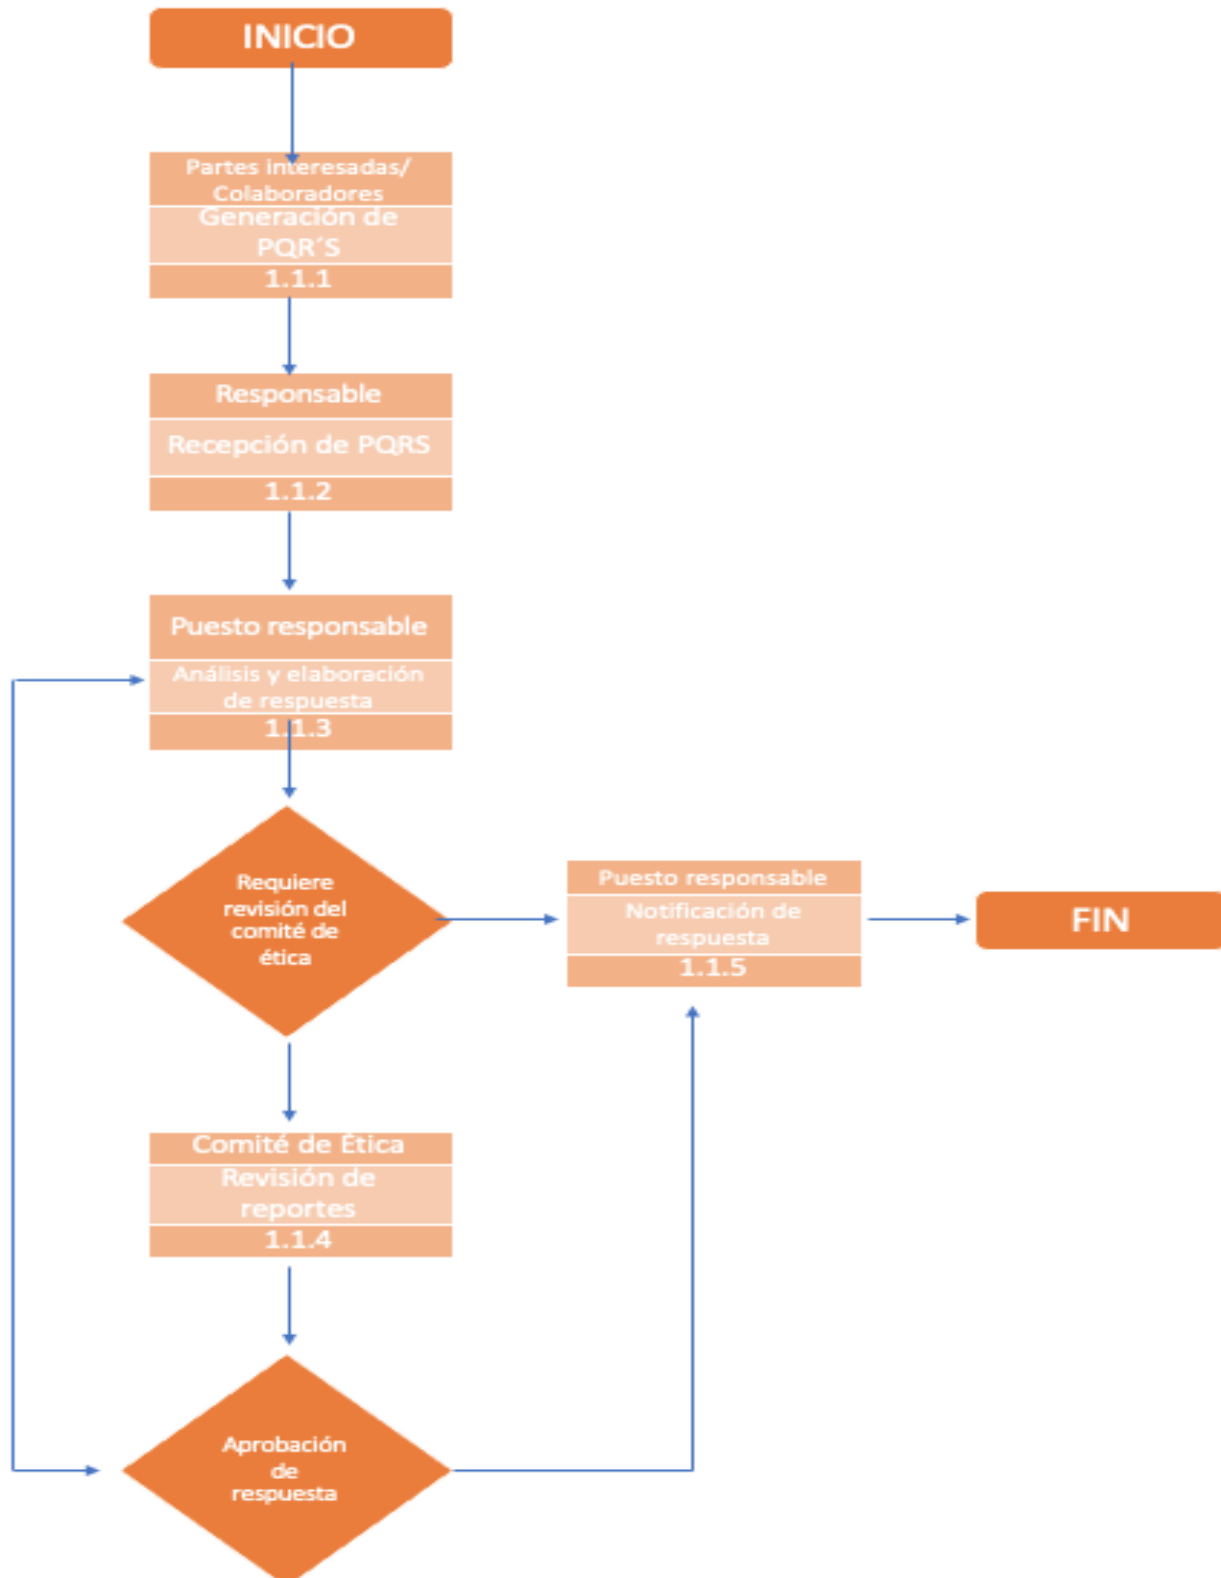 INICIO
Partes interesadas/
Colaboradores
Generación de
PQR´S
1.1.1
Responsable
Recepción de PQRS
1.1.2
Puesto responsable
Análisis y elaboración
de respuesta
1.1.3
Requiere
revisión del
comité de
ética
Puesto responsable
Notificación de
respuesta
1.1.5
FIN
Comité de Ética
Revisión de
reportes
1.1.4
Aprobación
de
respuesta